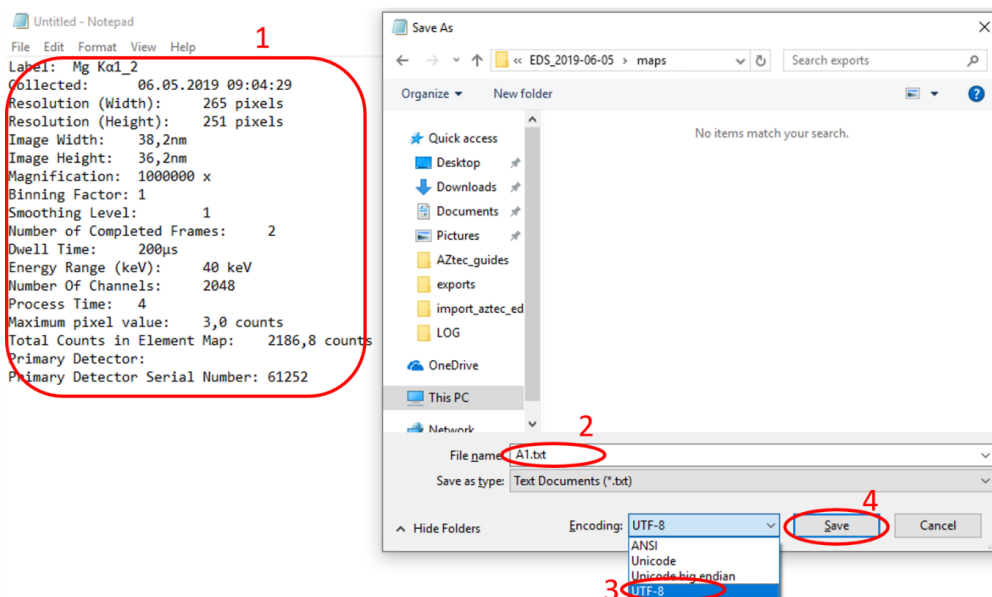 Untitled - Notepad
File Edit Format View Help
1
Label: Mg Kα1_2
Collected: 06.05.2019 09:04:29
Resolution (Width): 265 pixels
Resolution (Height): 251 pixels
Image Width: 38,2nm
Image Height: 36,2nm
Magnification: 1000000 x
Binning Factor: 1
Smoothing Level: 1
Number of Completed Frames: 2
Dwell Time: 200µs
Energy Range (keV): 40 keV
Number Of Channels: 2048
Process Time: 4
Maximum pixel value: 3,0 counts
Total Counts in Element Map: 2186,8 counts
Primary Detector:
Primary Detector Serial Number: 61252
Save As
« EDS_2019-06-05 › maps
Search exports
Organize
New folder
No items match your search.
Quick access
Desktop
Downloads
Documents
Pictures
AZtec_guides
exports
import_aztec_ed
LOG
OneDrive
This PC
Network
2
File name: A1.txt
Save as type: Text Documents (*.txt)
4
Hide Folders
Encoding: UTF-8
Save
Cancel
ANSI
Unicode
Unicode big endian
3
UTF-8